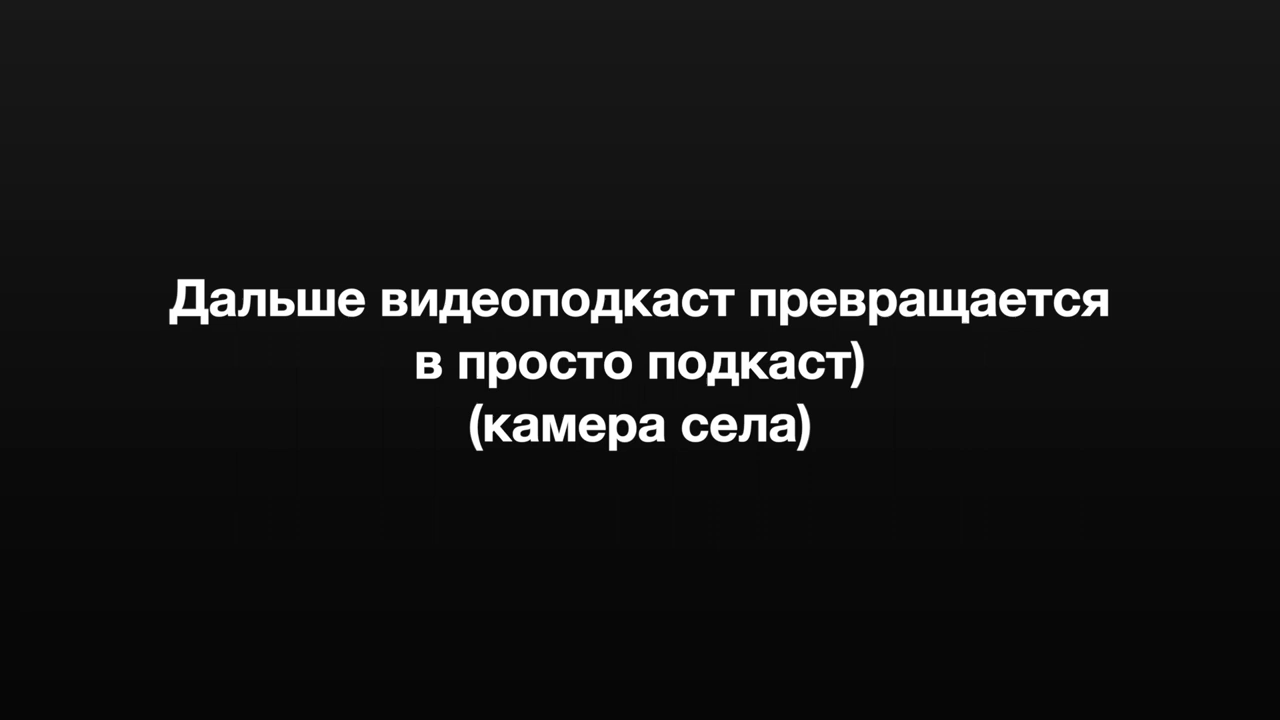 Дальше видеоподкаст превращается
в просто подкаст)
(камера села)